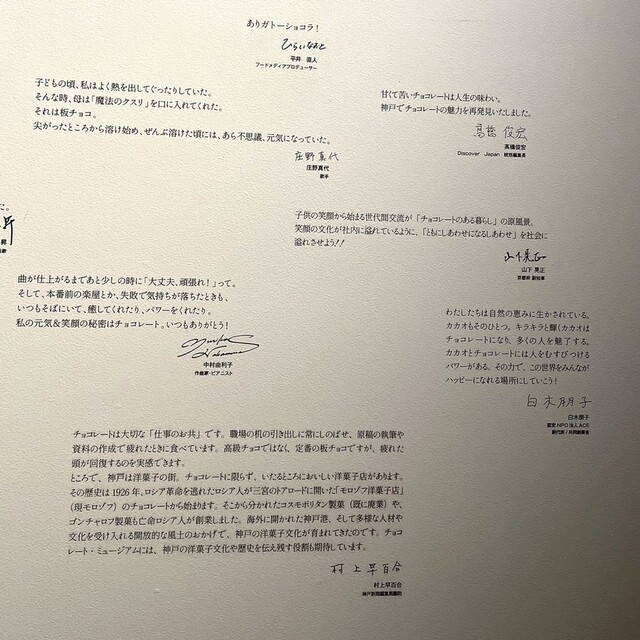 ありガトーショコラ！
ひらいなおと
平井 直人
フードメディアプロデューサー
子どもの頃、私はよく熱を出してぐったりしていた。
そんな時、母は「魔法のクスリ」を口に入れてくれた。
それは板チョコ。
尖がったところから溶け始め、ぜんぶ溶けた頃には、あら不思議、元気になっていた。
庄野真代
庄野真代
歌手
甘くて苦いチョコレートは人生の味わい。
神戸でチョコレートの魅力を再発見いたしました。
高橋俊宏
高橋俊宏
Discover Japan 統括編集長
た。
昇
昇
子供の笑顔から始まる世代間交流が「チョコレートのある暮らし」の原風景。
笑顔の文化が社内に溢れているように、「ともにしあわせになるしあわせ」を社会に
溢れさせよう!!
山下晃正
山下 晃正
京都府 副知事
曲が仕上がるまであと少しの時に「大丈夫、頑張れ！」って。
そして、本番前の楽屋とか、失敗で気持ちが落ちたときも、
いつもそばにいて、癒してくれたり、パワーをくれたり。
私の元気＆笑顔の秘密はチョコレート。いつもありがとう！
中村由利子
作曲家・ピアニスト
わたしたちは自然の恵みに生かされている。
カカオもそのひとつ。キラキラと輝くカカオは
チョコレートになり、多くの人を魅了する。
カカオとチョコレートには人をむすびつける
パワーがある。その力で、この世界をみんなが
ハッピーになれる場所にしていこう！
白木朋子
白木朋子
認定NPO法人ACE
副代表／共同創業者
チョコレートは大切な「仕事のお共」です。職場の机の引き出しに常にしのばせ、原稿の執筆や
資料の作成で疲れたときに食べています。高級チョコではなく、定番の板チョコですが、疲れた
頭が回復するのを実感できます。
ところで、神戸は洋菓子の街。チョコレートに限らず、いたるところにおいしい洋菓子店があります。
その歴史は1926年、ロシア革命を逃れたロシア人が三宮のトアロードに開いた「モロゾフ洋菓子店」
（現モロゾフ）のチョコレートから始まります。そこから分かれたコスモポリタン製菓（既に廃業）や、
ゴンチャロフ製菓も亡命ロシア人が創業しました。海外に開かれた神戸港、そして多様な人材や
文化を受け入れる開放的な風土のおかげで、神戸の洋菓子文化が育まれてきたのです。チョコ
レート・ミュージアムには、神戸の洋菓子文化や歴史を伝え残す役割も期待しています。
村上早百合
村上早百合
神戸新聞編集局